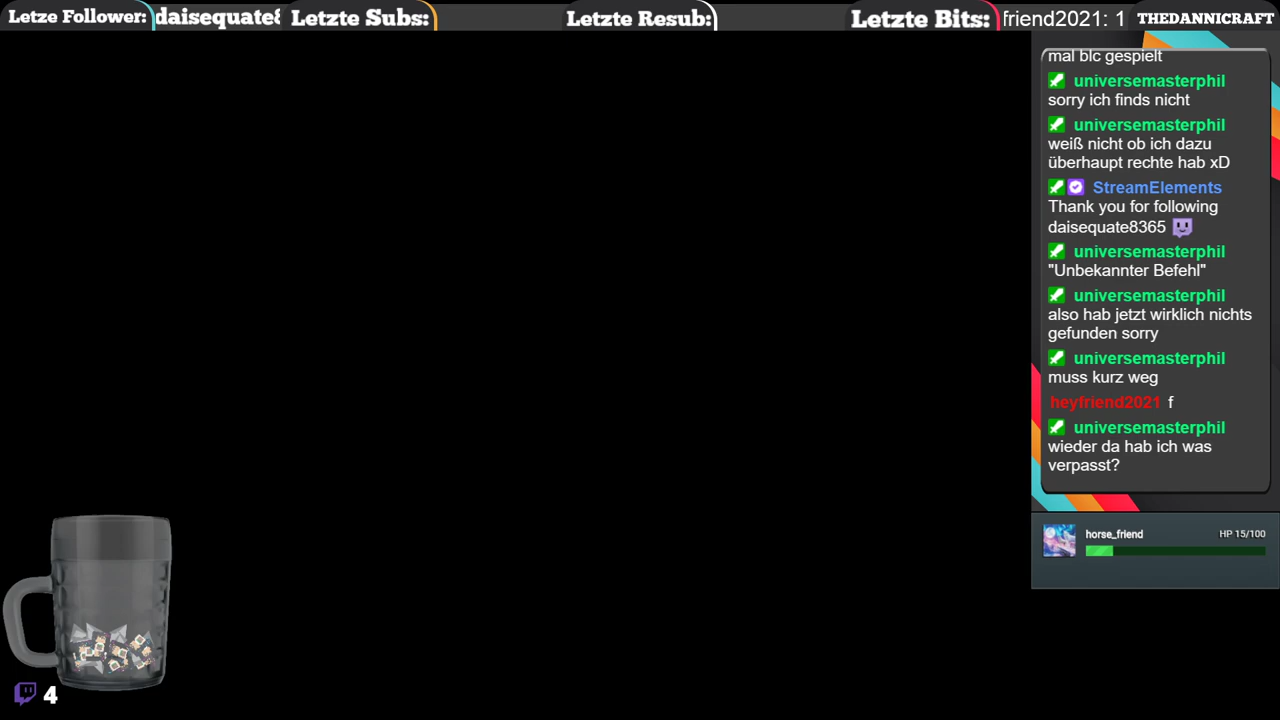 Letze Follower: daisequate8 Letzte Subs: Letzte Resub: Letzte Bits: friend2021: 1 THEDANNICRAFT
mal blc gespielt
universemasterphil
sorry ich finds nicht
universemasterphil
weiß nicht ob ich dazu
überhaupt rechte hab xD
StreamElements
Thank you for following
daisequate8365
universemasterphil
"Unbekannter Befehl"
universemasterphil
also hab jetzt wirklich nichts
gefunden sorry
universemasterphil
muss kurz weg
heyfriend2021 f
universemasterphil
wieder da hab ich was
verpasst?
horse_friend HP 15/100
4